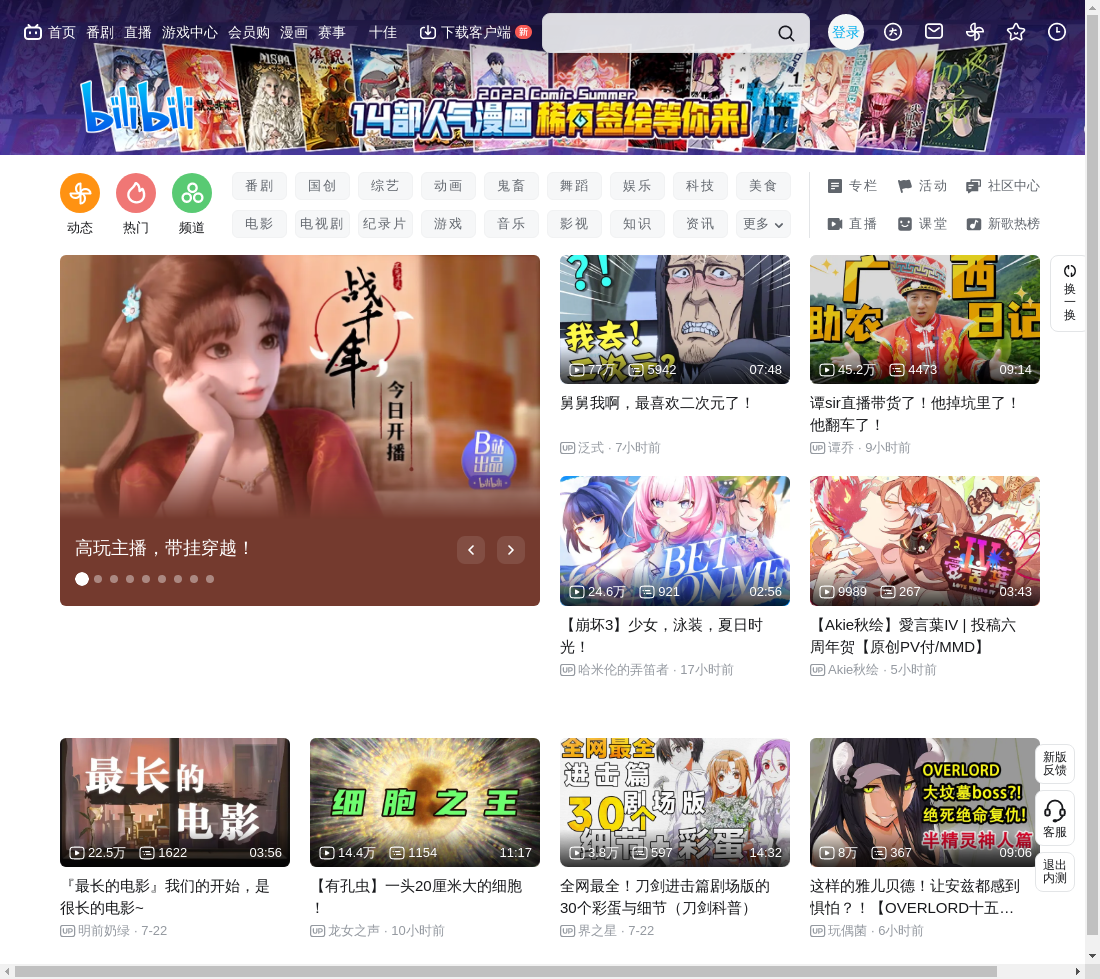 首页 番剧 直播 游戏中心 会员购 漫画 赛事 十佳 下载客户端 新 登录
bilibili
2022 Comic Summer
14部人气漫画 稀有签绘等你来!
番剧 国创 综艺 动画 鬼畜 舞蹈 娱乐 科技 美食 专栏 活动 社区中心
动态 热门 频道
电影 电视剧 纪录片 游戏 音乐 影视 知识 资讯 更多 直播 课堂 新歌热榜
换一换
战千年
今日开播
B站出品
bilibili
高玩主播，带挂穿越！
?!
我去!
二次元?
77万 5942 07:48
舅舅我啊，最喜欢二次元了！
UP 泛式 · 7小时前
广西
助农日记
45.2万 4473 09:14
谭sir直播带货了！他掉坑里了！
他翻车了！
UP 谭乔 · 9小时前
BET
ON ME
24.6万 921 02:56
【崩坏3】少女，泳装，夏日时
光！
UP 哈米伦的弄笛者 · 17小时前
IV
愛言葉
9989 267 03:43
【Akie秋绘】愛言葉IV | 投稿六
周年贺【原创PV付/MMD】
UP Akie秋绘 · 5小时前
最长的
电影
22.5万 1622 03:56
『最长的电影』我们的开始，是
很长的电影~
UP 明前奶绿 · 7-22
细胞之王
14.4万 1154 11:17
【有孔虫】一头20厘米大的细胞
！
UP 龙女之声 · 10小时前
全网最全
进击篇
剧场版
30个
细节+彩蛋
3.8万 597 14:32
全网最全！刀剑进击篇剧场版的
30个彩蛋与细节（刀剑科普）
UP 界之星 · 7-22
OVERLORD
大坟墓boss?!
绝死绝命复仇!
半精灵神人篇
8万 367 09:06
这样的雅儿贝德！让安兹都感到
惧怕？！【OVERLORD十五…
UP 玩偶菌 · 6小时前
新版
反馈
客服
退出
内测